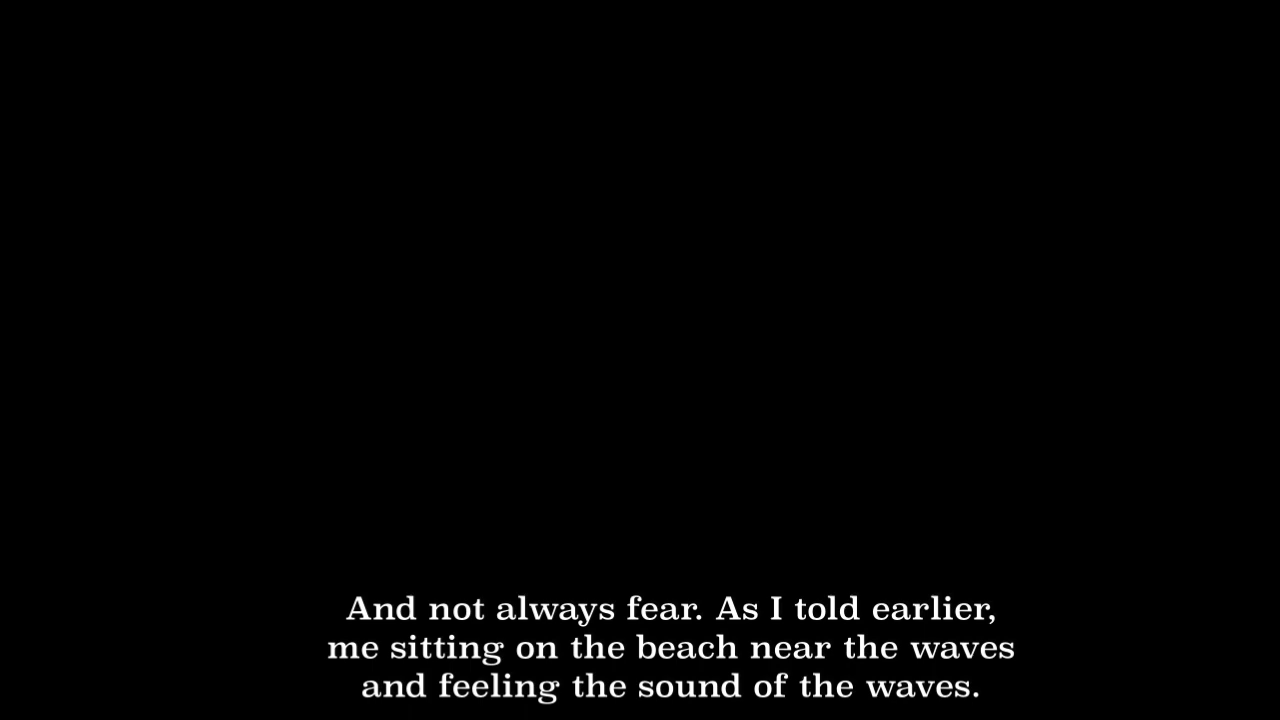 And not always fear. As I told earlier,
me sitting on the beach near the waves
and feeling the sound of the waves.